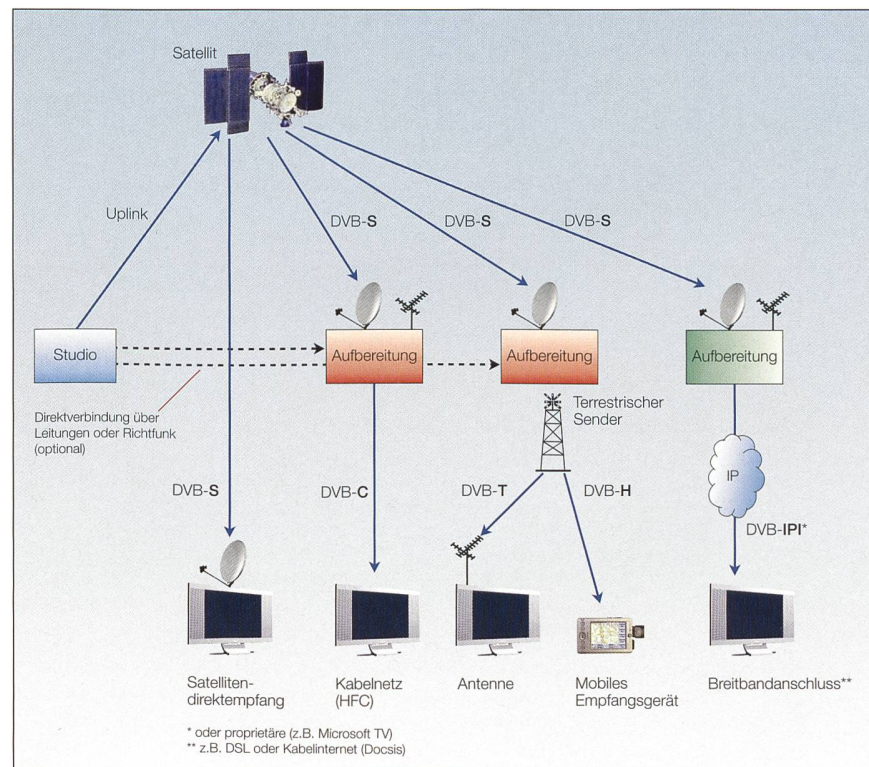 Satellit
Uplink
DVB-S
DVB-S
DVB-S
Studio
Aufbereitung
Aufbereitung
Aufbereitung
Direktverbindung über
Leitungen oder Richtfunk
(optional)
Terrestrischer
Sender
IP
DVB-S
DVB-C
DVB-T
DVB-H
DVB-IPI*
Satelliten-
direktempfang
Kabelnetz
(HFC)
Antenne
Mobiles
Empfangsgerät
Breitbandanschluss**
* oder proprietäre (z.B. Microsoft TV)
** z.B. DSL oder Kabelinternet (Docsis)